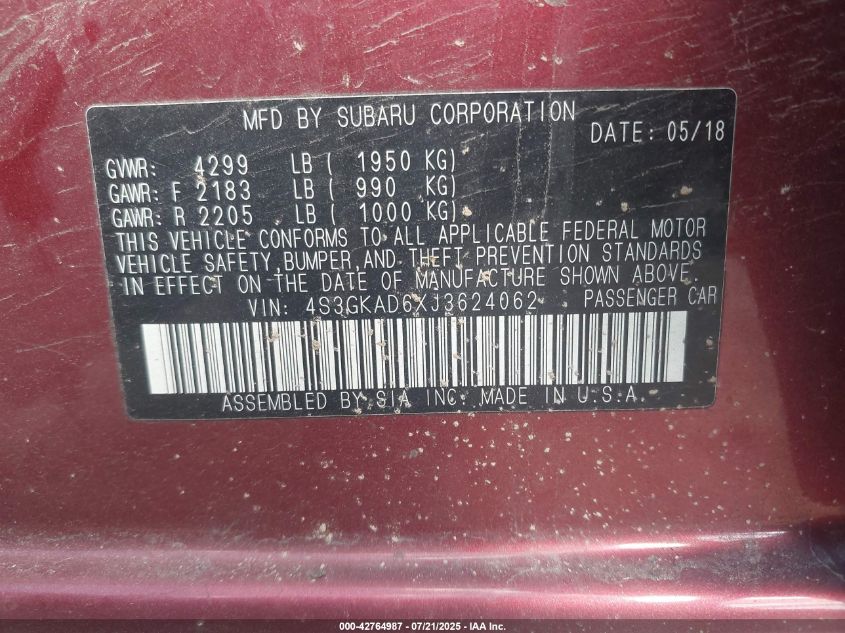 MFD BY SUBARU CORPORATION
DATE: 05/18
GVWR: 4299 LB ( 1950 KG)
GAWR: F 2183 LB ( 990 KG)
GAWR: R 2205 LB ( 1000 KG)
THIS VEHICLE CONFORMS TO ALL APPLICABLE FEDERAL MOTOR
VEHICLE SAFETY, BUMPER, AND THEFT PREVENTION STANDARDS
IN EFFECT ON THE DATE OF MANUFACTURE SHOWN ABOVE.
VIN: 4S3GKAD6XJ3624062 PASSENGER CAR
ASSEMBLED BY SIA INC. MADE IN U.S.A.
000-42764987 - 07/21/2025 - IAA Inc.